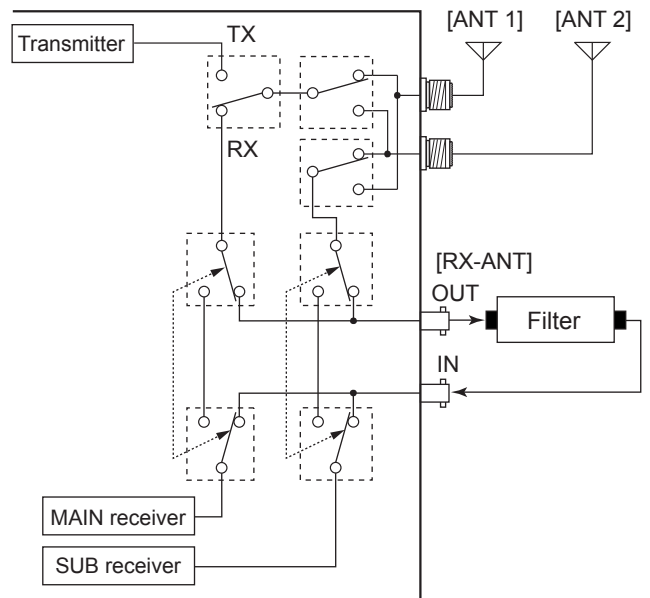 [ANT 1]
[ANT 2]
Transmitter
TX
RX
[RX-ANT]
OUT
Filter
IN
MAIN receiver
SUB receiver